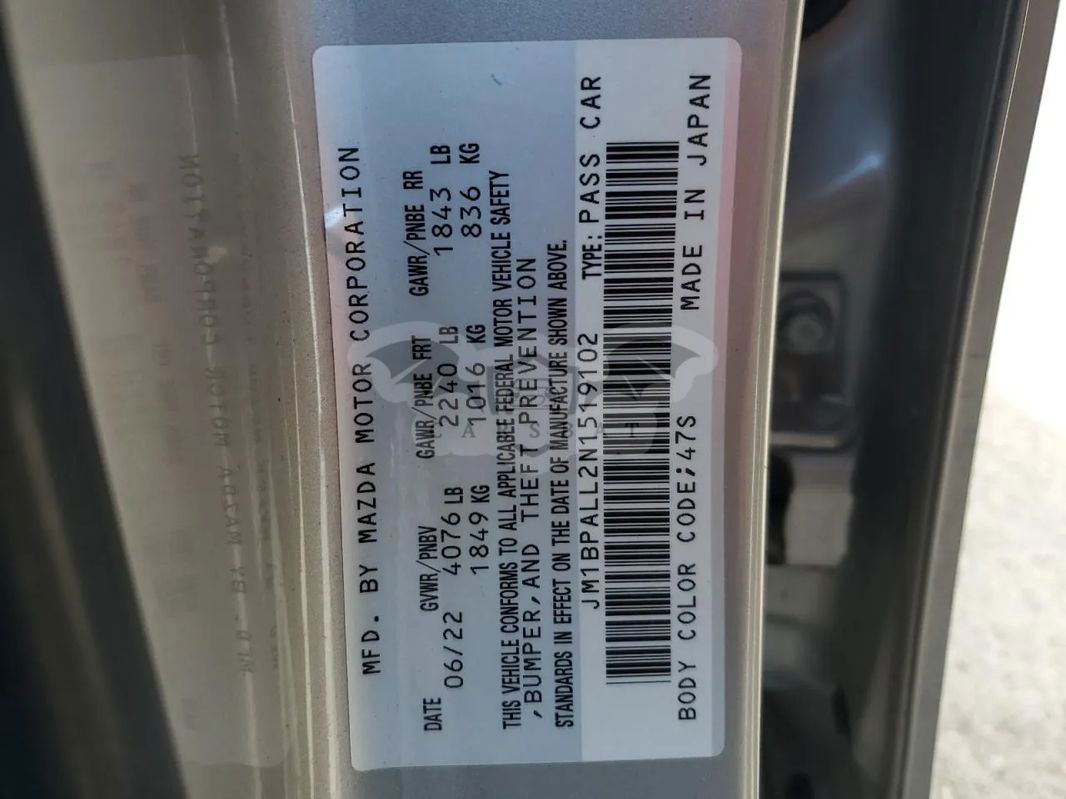 MFD. BY MAZDA MOTOR CORPORATION
DATE GVWR/PNBV GAWR/PNBE FRT GAWR/PNBE RR
06/22 4076 LB 2240 LB 1843 LB
1849 KG 1016 KG 836 KG
THIS VEHICLE CONFORMS TO ALL APPLICABLE FEDERAL MOTOR VEHICLE SAFETY
,BUMPER, AND THEFT PREVENTION
STANDARDS IN EFFECT ON THE DATE OF MANUFACTURE SHOWN ABOVE.
JM1BPALL2N1519102 TYPE: PASS CAR
BODY COLOR CODE;47S MADE IN JAPAN